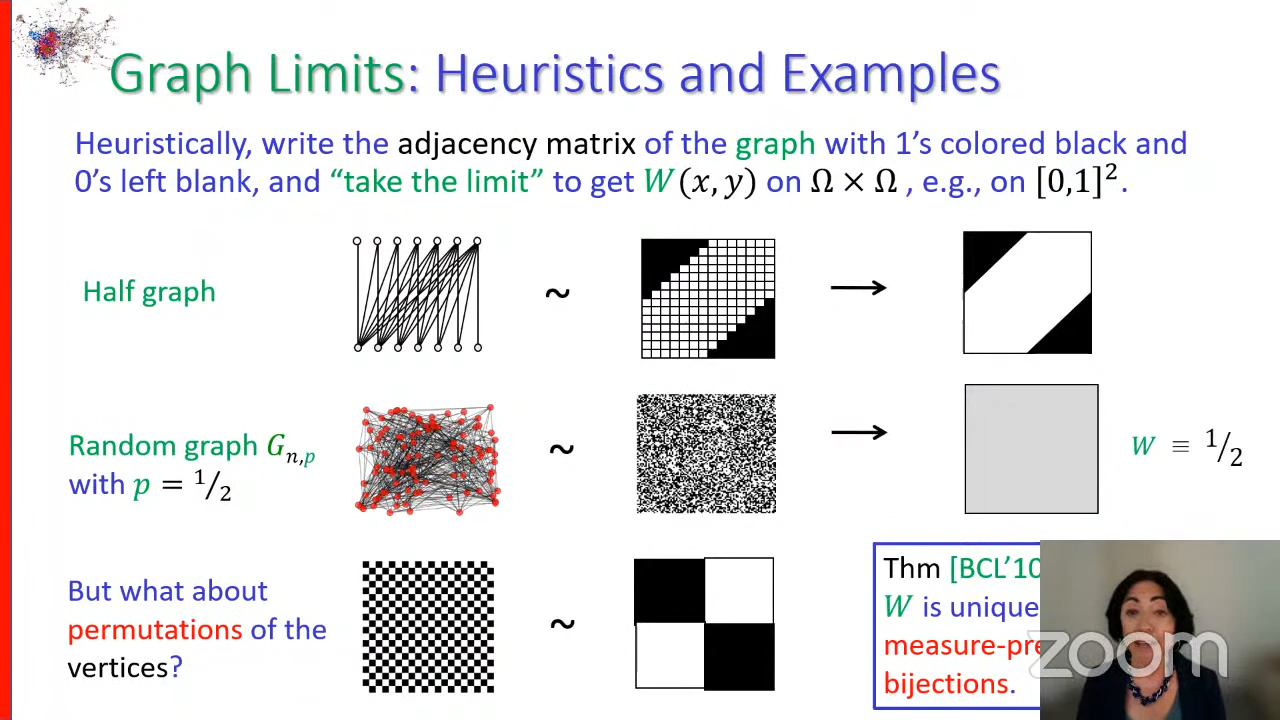 Graph Limits: Heuristics and Examples
Heuristically, write the adjacency matrix of the graph with 1's colored black and
0's left blank, and “take the limit” to get W(x, y) on Ω × Ω , e.g., on [0,1]².
Half graph
~
Random graph Gₙ,ₚ
with p = 1/2
~
W ≡ 1/2
But what about
permutations of the
vertices?
~
Thm [BCL'10
W is unique
measure-pre
bijections.
zoom